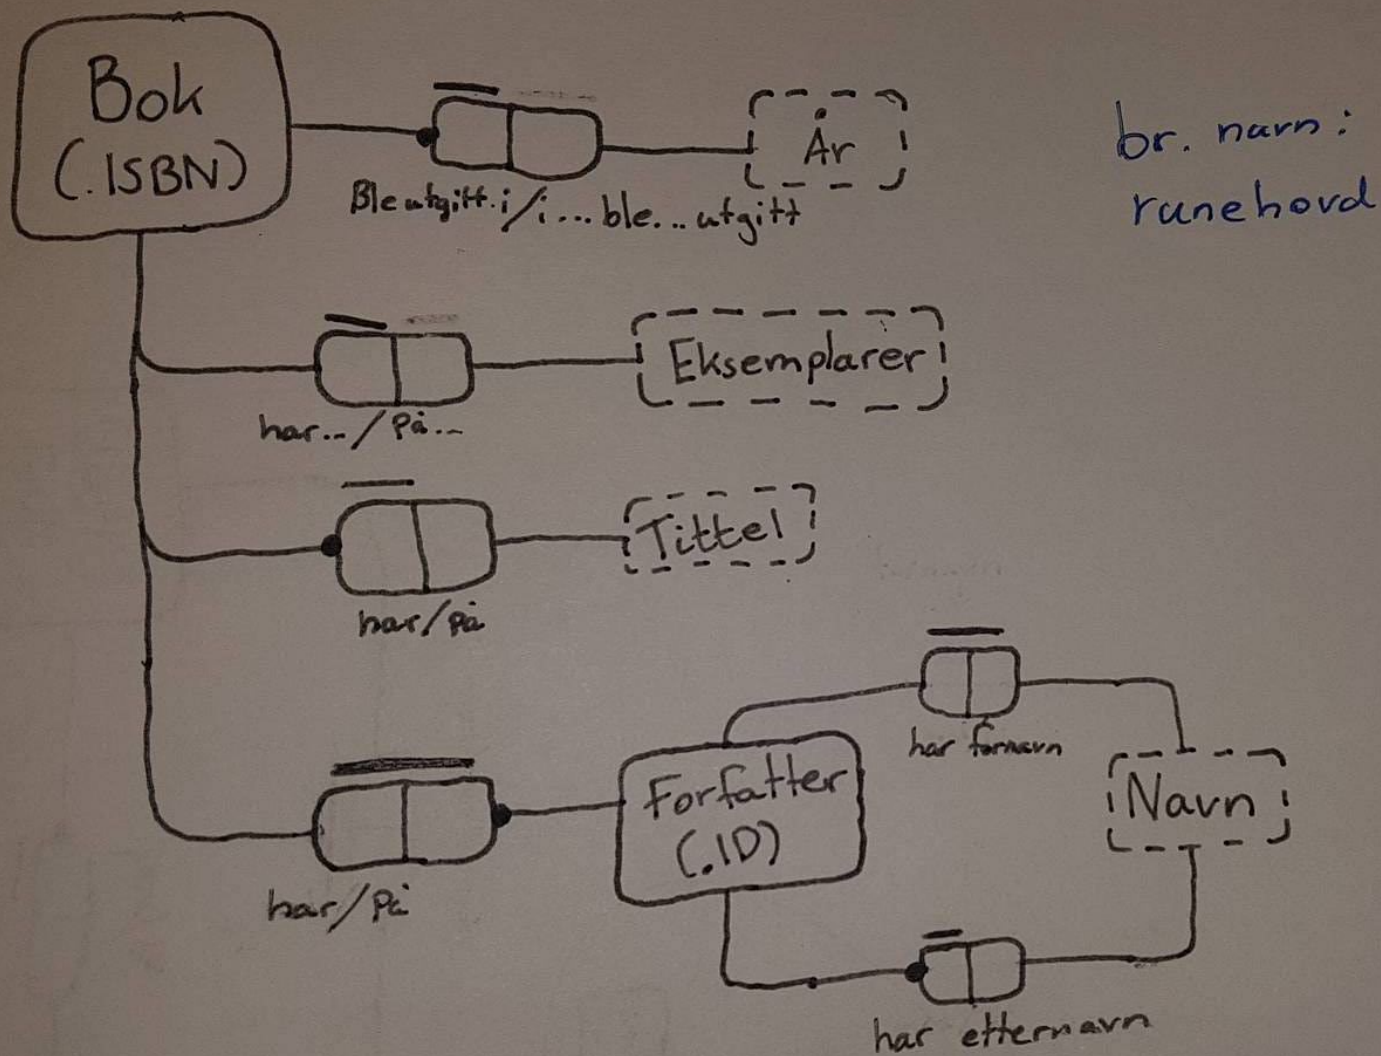 Bok
(.ISBN)
År
Ble utgitt i/i...ble...utgitt
br. navn:
runehovd
Eksemplarer
har../på..
Tittel
har/på
har fornavn
Forfatter
(.ID)
Navn
har/på
har etternavn